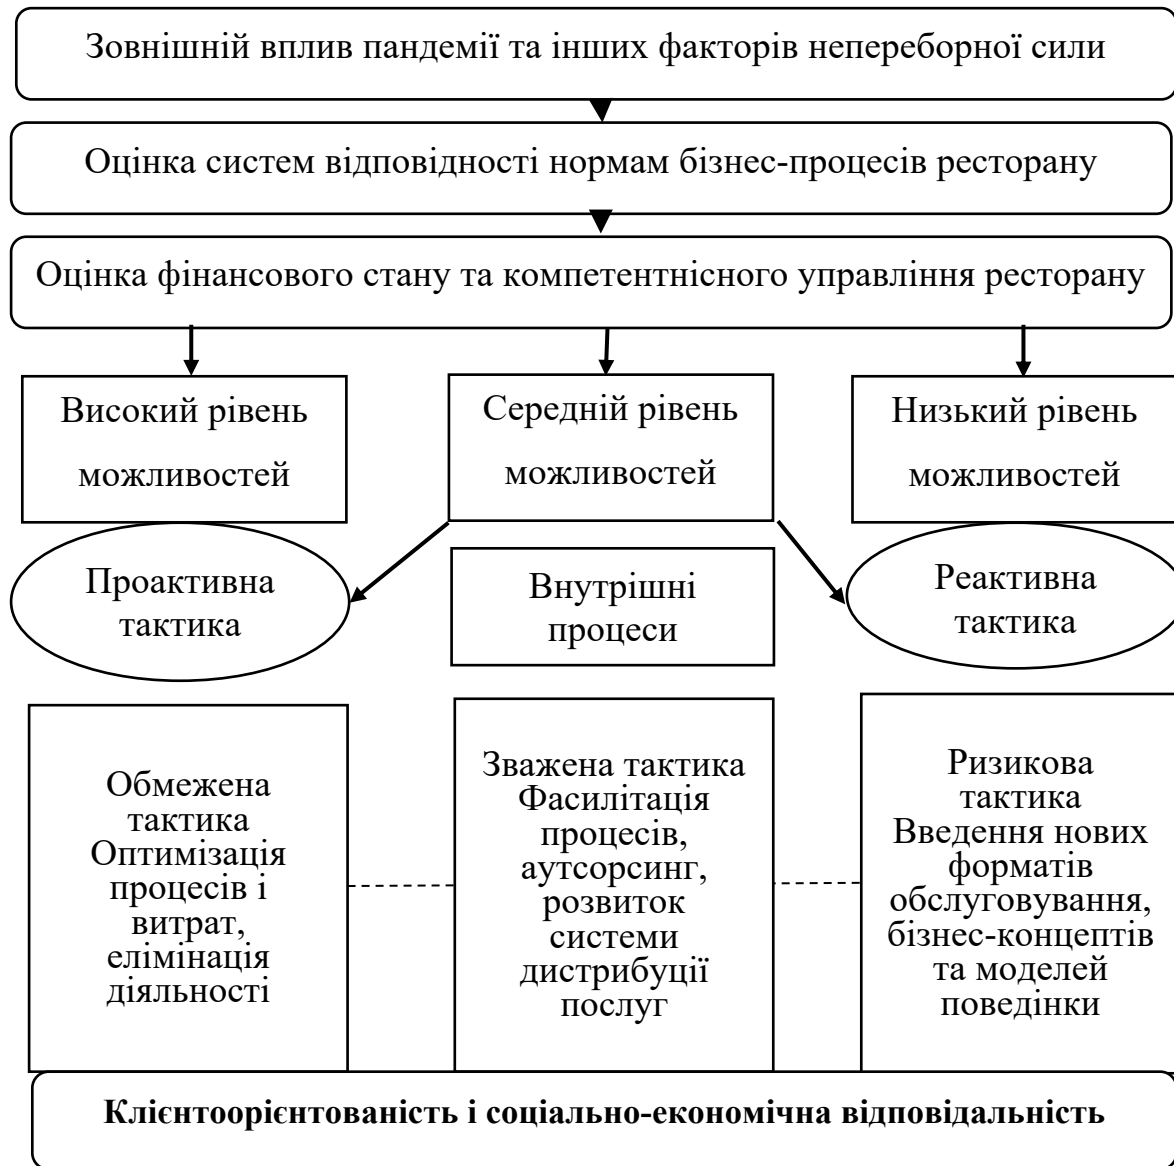 Зовнішній вплив пандемії та інших факторів непереборної сили
Оцінка систем відповідності нормам бізнес-процесів ресторану
Оцінка фінансового стану та компетентнісного управління ресторану
Високий рівень
можливостей
Середній рівень
можливостей
Низький рівень
можливостей
Проактивна
тактика
Внутрішні
процеси
Реактивна
тактика
Обмежена
тактика
Оптимізація
процесів і
витрат,
елімінація
діяльності
Зважена тактика
Фасилітація
процесів,
аутсорсинг,
розвиток
системи
дистрибуції
послуг
Ризикова
тактика
Введення нових
форматів
обслуговування,
бізнес-концептів
та моделей
поведінки
Клієнтоорієнтованість і соціально-економічна відповідальність